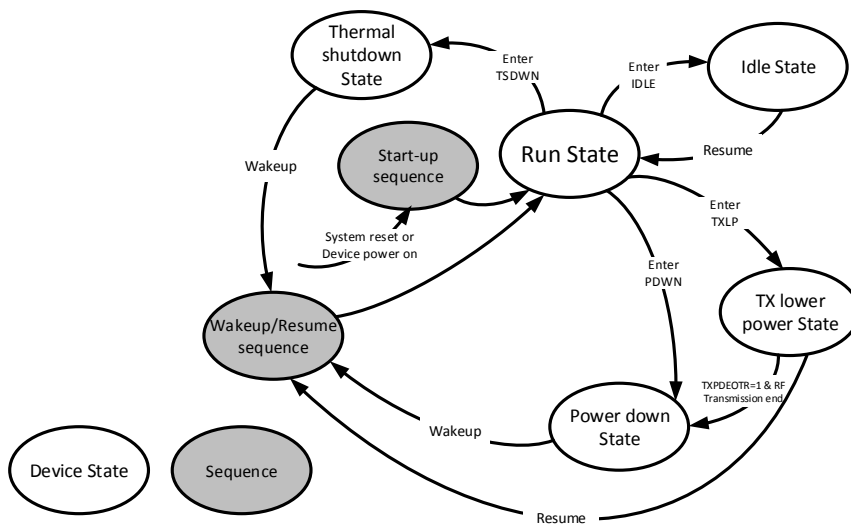 Thermal
shutdown
State
Enter
TSDWN
Enter
IDLE
Idle State
Wakeup
Start-up
sequence
Run State
Resume
System reset or
Device power on
Enter
TXLP
Enter
PDWN
Wakeup/Resume
sequence
TX lower
power State
TXPDEOTR=1 & RF
Transmission end
Power down
State
Wakeup
Device State
Sequence
Resume